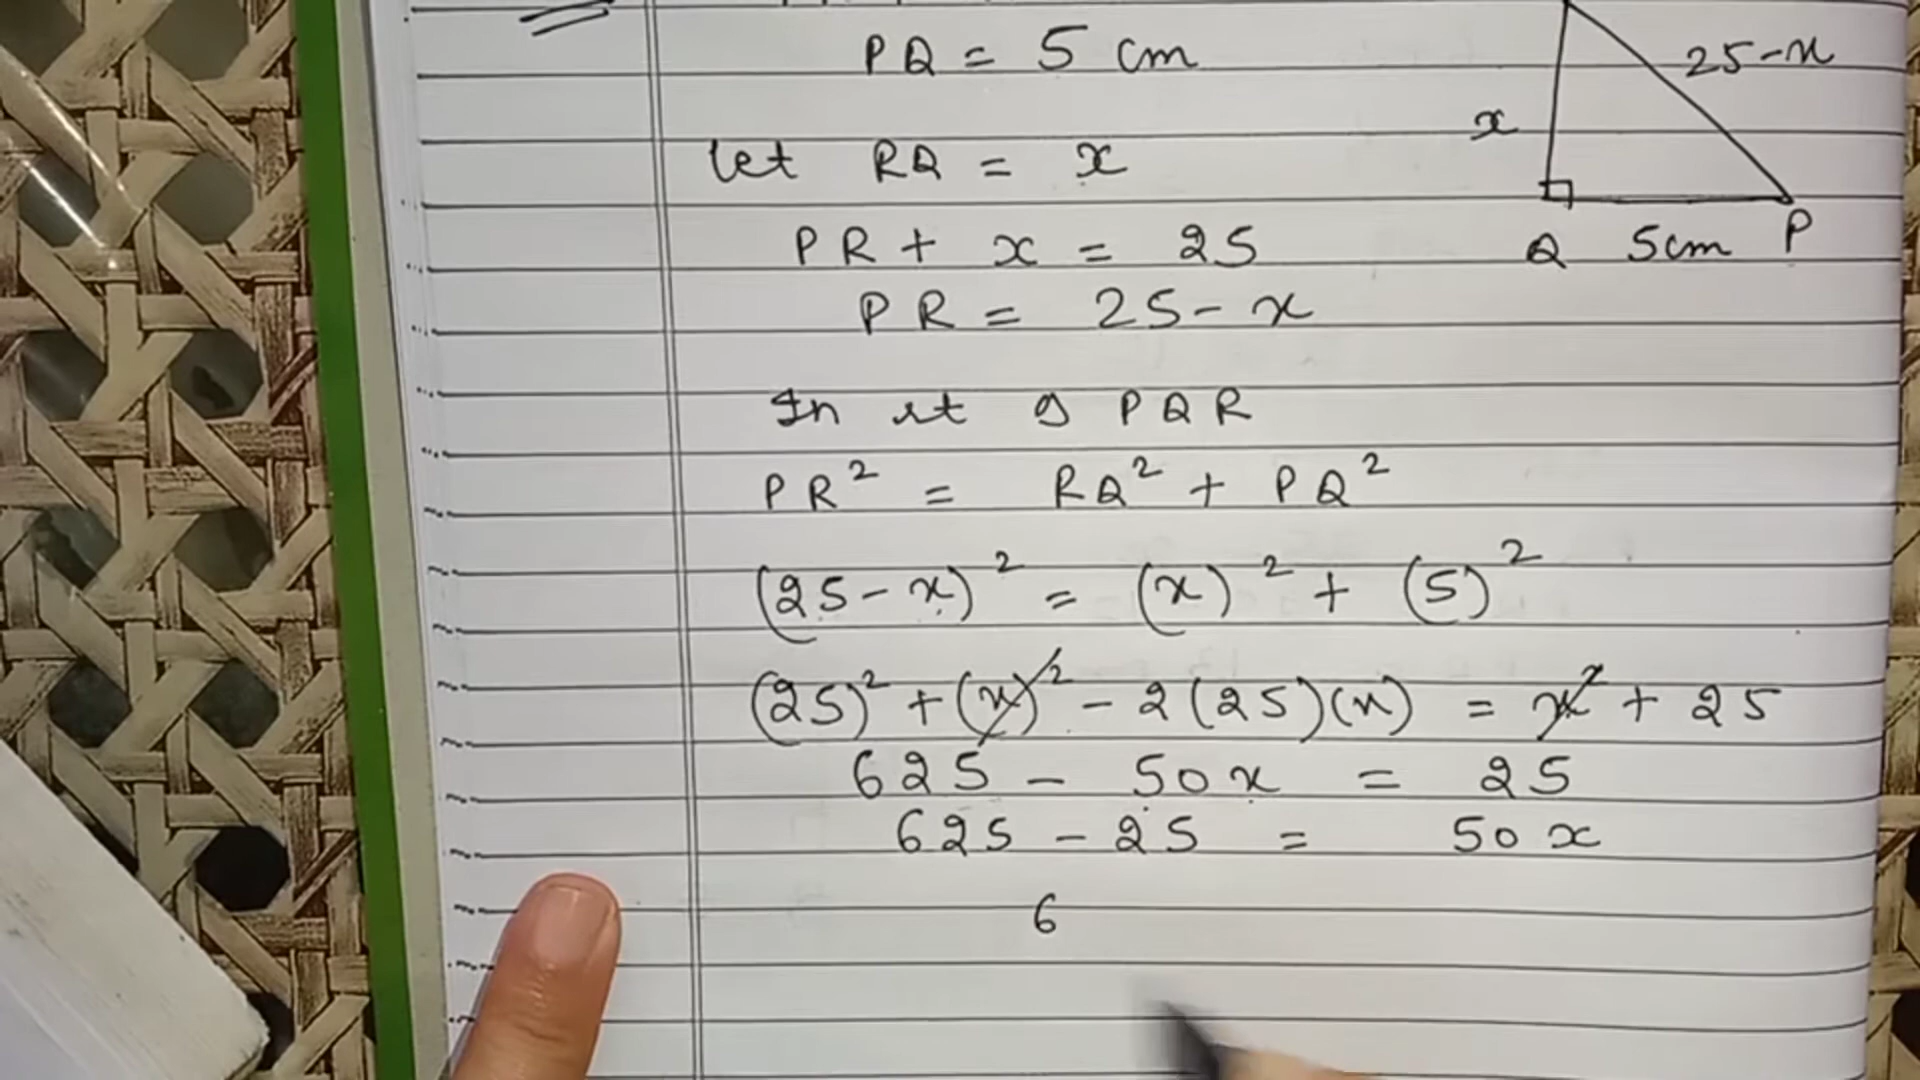 PQ = 5 cm
25-x
x
Let RQ = x
Q 5cm P
PR + x = 25
PR = 25 - x
In rt PQR
PR² = RQ² + PQ²
(25 - x)² = (x)² + (5)²
(25)² + (x)² - 2(25)(x) = x² + 25
625 - 50x = 25
625 - 25 = 50x
6